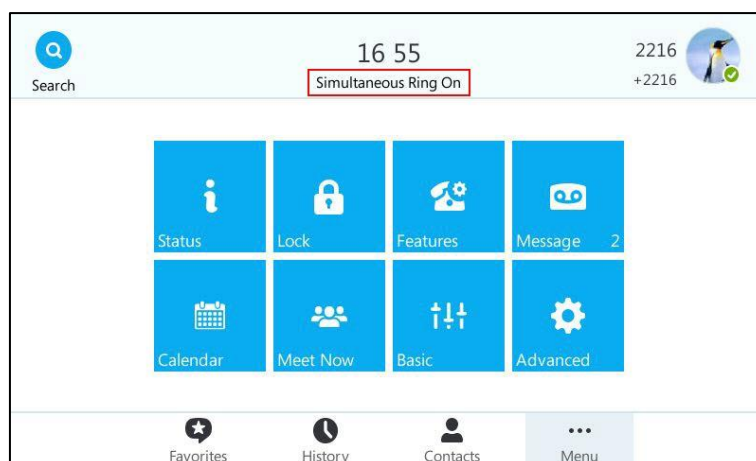 16 55
2216
Search
Simultaneous Ring On
+2216
Status
Lock
Features
Message 2
Calendar
Meet Now
Basic
Advanced
Favorites
History
Contacts
Menu